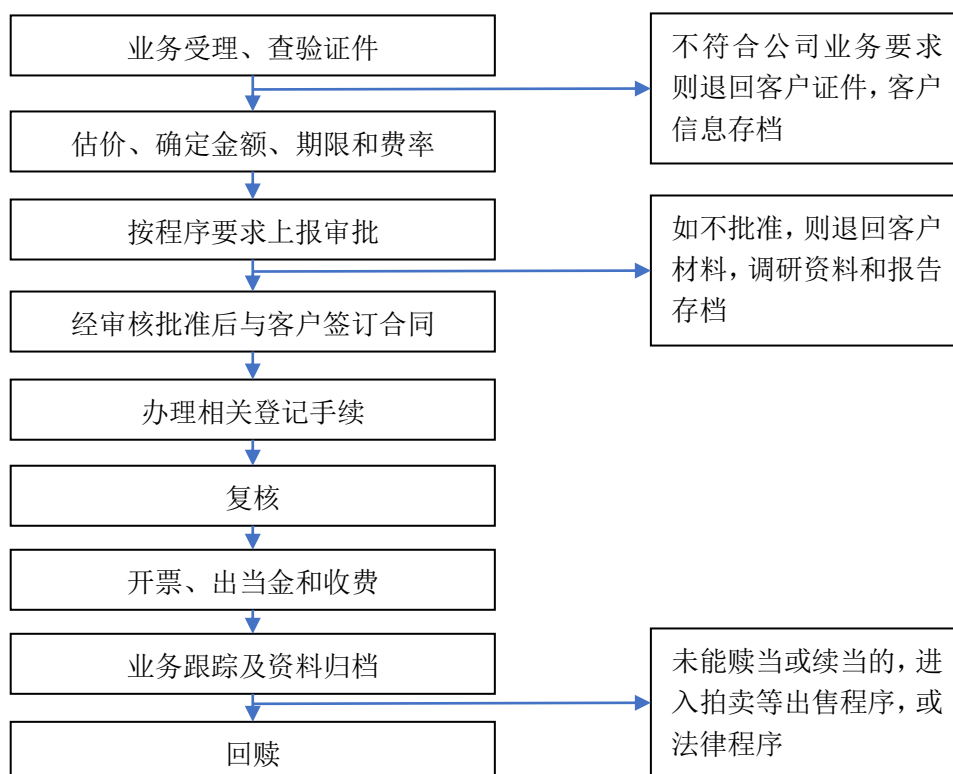 业务受理、查验证件
不符合公司业务要求
则退回客户证件，客户
信息存档
估价、确定金额、期限和费率
按程序要求上报审批
如不批准，则退回客户
材料，调研资料和报告
存档
经审核批准后与客户签订合同
办理相关登记手续
复核
开票、出当金和收费
业务跟踪及资料归档
未能赎当或续当的，进
入拍卖等出售程序，或
法律程序
回赎